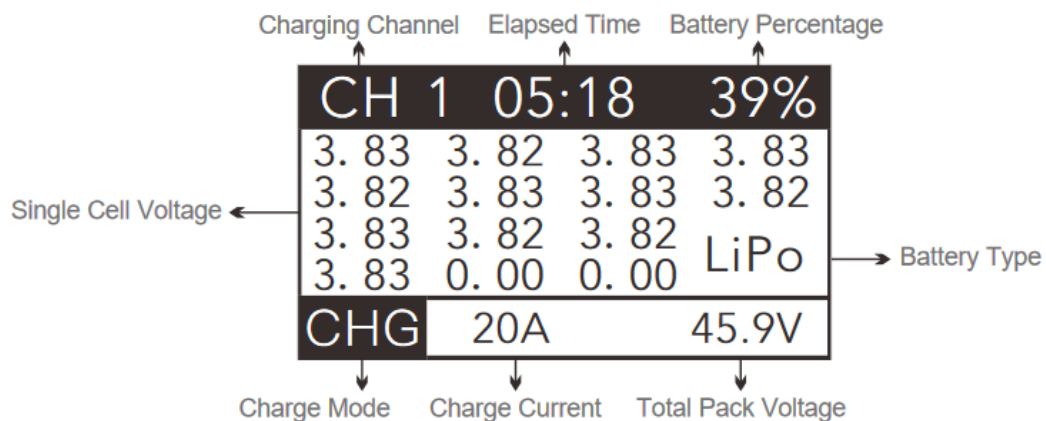 Charging Channel Elapsed Time Battery Percentage
CH 1 05:18 39%
3. 83 3. 82 3. 83 3. 83
3. 82 3. 83 3. 83 3. 82
Single Cell Voltage
3. 83 3. 82 3. 82
LiPo
Battery Type
3. 83 0. 00 0. 00
CHG 20A 45.9V
Charge Mode Charge Current Total Pack Voltage